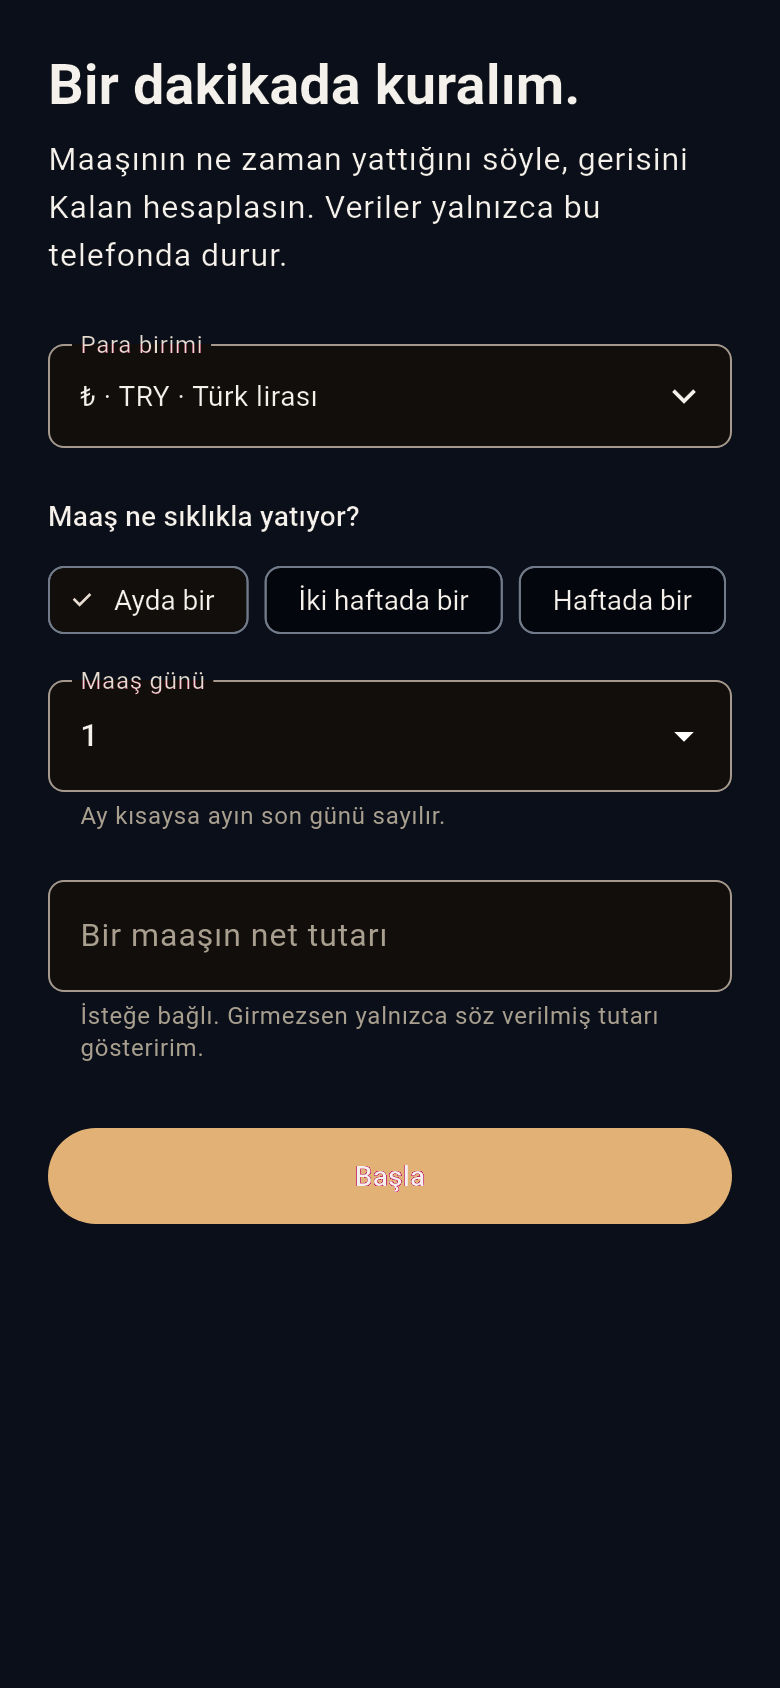 Bir dakikada kuralım.
Maaşının ne zaman yattığını söyle, gerisini
Kalan hesaplasın. Veriler yalnızca bu
telefonda durur.
Para birimi
₺ · TRY · Türk lirası
Maaş ne sıklıkla yatıyor?
Ayda bir
İki haftada bir
Haftada bir
Maaş günü
1
Ay kısaysa ayın son günü sayılır.
Bir maaşın net tutarı
İsteğe bağlı. Girmezsen yalnızca söz verilmiş tutarı
gösteririm.
Başla